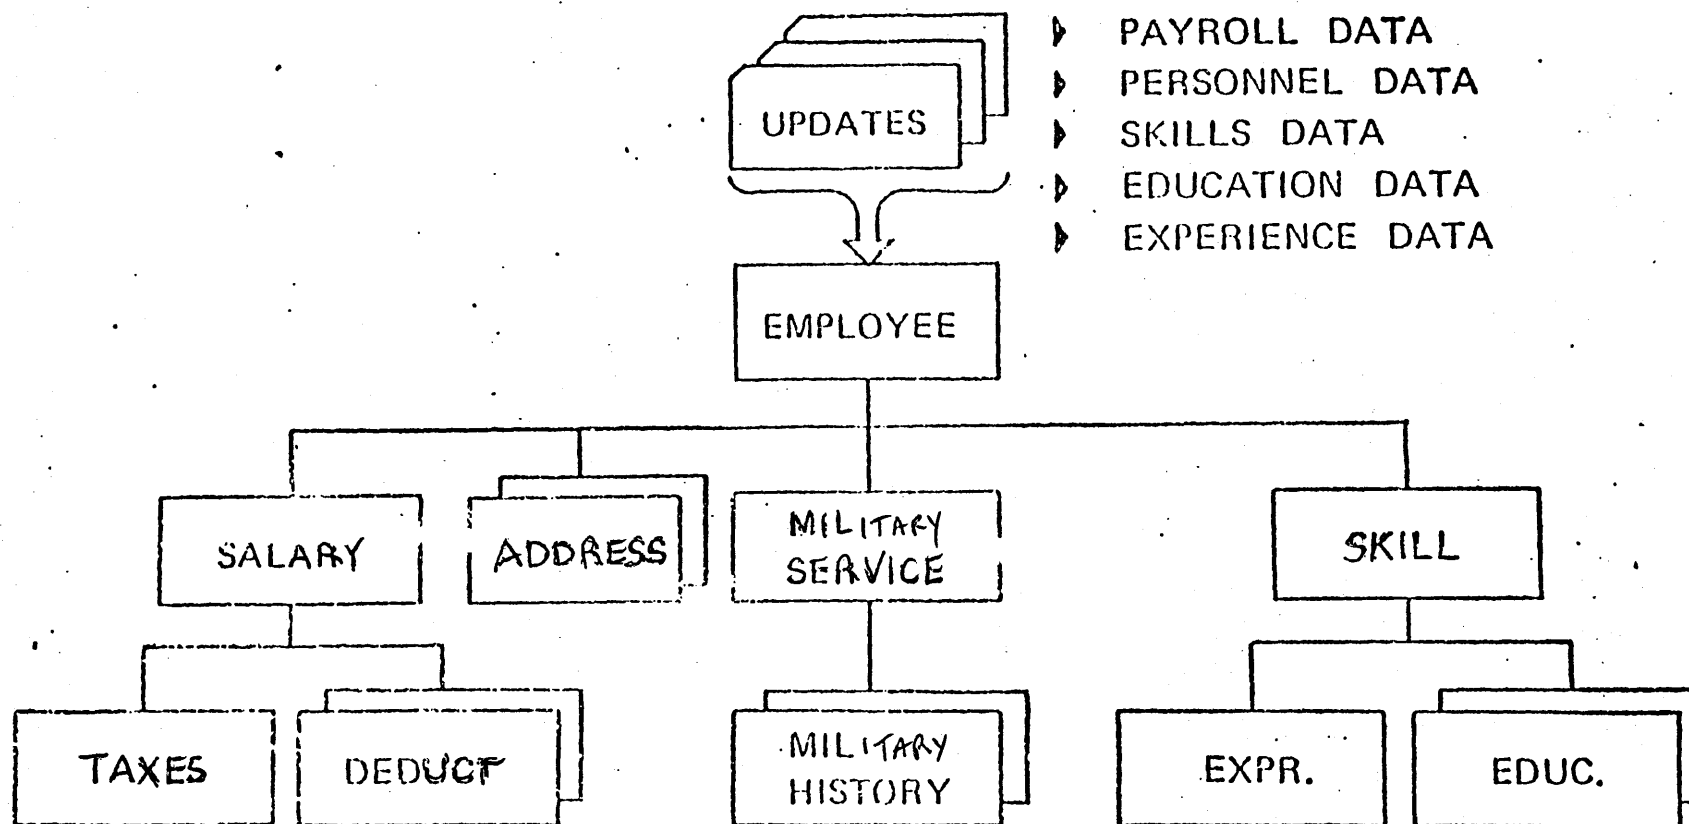 PAYROLL DATA
PERSONNEL DATA
SKILLS DATA
EDUCATION DATA
EXPERIENCE DATA
UPDATES
EMPLOYEE
SALARY
ADDRESS
MILITARY
SERVICE
SKILL
TAXES
DEDUCT
MILITARY
HISTORY
EXPR.
EDUC.